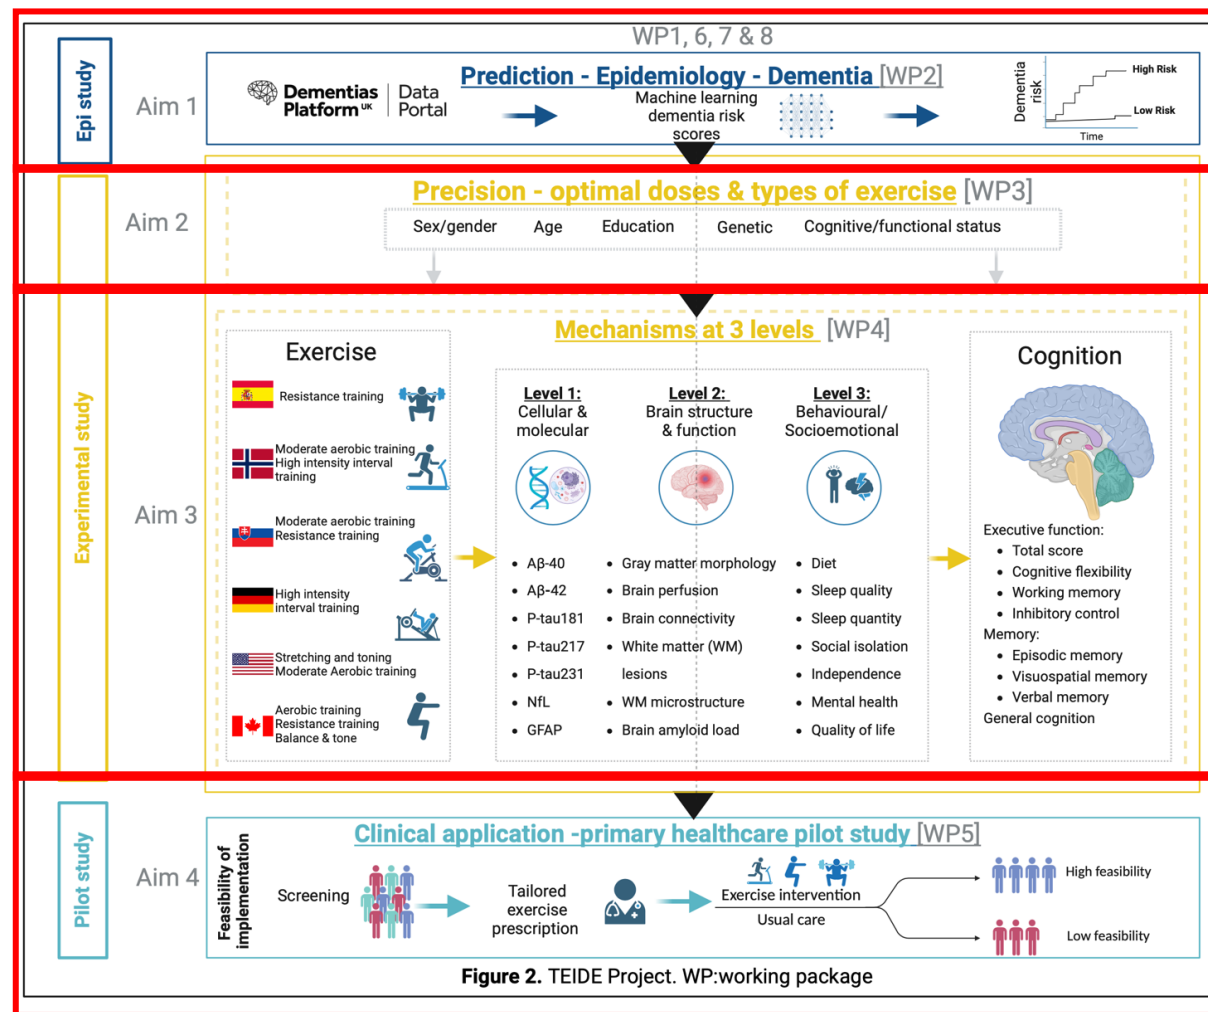 WP1, 6, 7 & 8
Epi study
Aim 1
Prediction - Epidemiology - Dementia [WP2]
Dementias
Platform UK
Data
Portal
Machine learning
dementia risk
scores
Dementia
risk
High Risk
Low Risk
Time
Experimental study
Aim 2
Precision - optimal doses & types of exercise [WP3]
Sex/gender Age Education Genetic Cognitive/functional status
Aim 3
Mechanisms at 3 levels [WP4]
Exercise
Resistance training
Moderate aerobic training
High intensity interval
training
Moderate aerobic training
Resistance training
High intensity
interval training
Stretching and toning
Moderate Aerobic training
Aerobic training
Resistance training
Balance & tone
Level 1:
Cellular &
molecular
• Aβ-40
• Aβ-42
• P-tau181
• P-tau217
• P-tau231
• NfL
• GFAP
Level 2:
Brain structure
& function
• Gray matter morphology
• Brain perfusion
• Brain connectivity
• White matter (WM)
lesions
• WM microstructure
• Brain amyloid load
Level 3:
Behavioural/
Socioemotional
• Diet
• Sleep quality
• Sleep quantity
• Social isolation
• Independence
• Mental health
• Quality of life
Cognition
Executive function:
• Total score
• Cognitive flexibility
• Working memory
• Inhibitory control
Memory:
• Episodic memory
• Visuospatial memory
• Verbal memory
General cognition
Pilot study
Aim 4
Clinical application -primary healthcare pilot study [WP5]
Feasibility of
implementation
Screening
Tailored
exercise
prescription
Exercise intervention
Usual care
High feasibility
Low feasibility
Figure 2. TEIDE Project. WP:working package